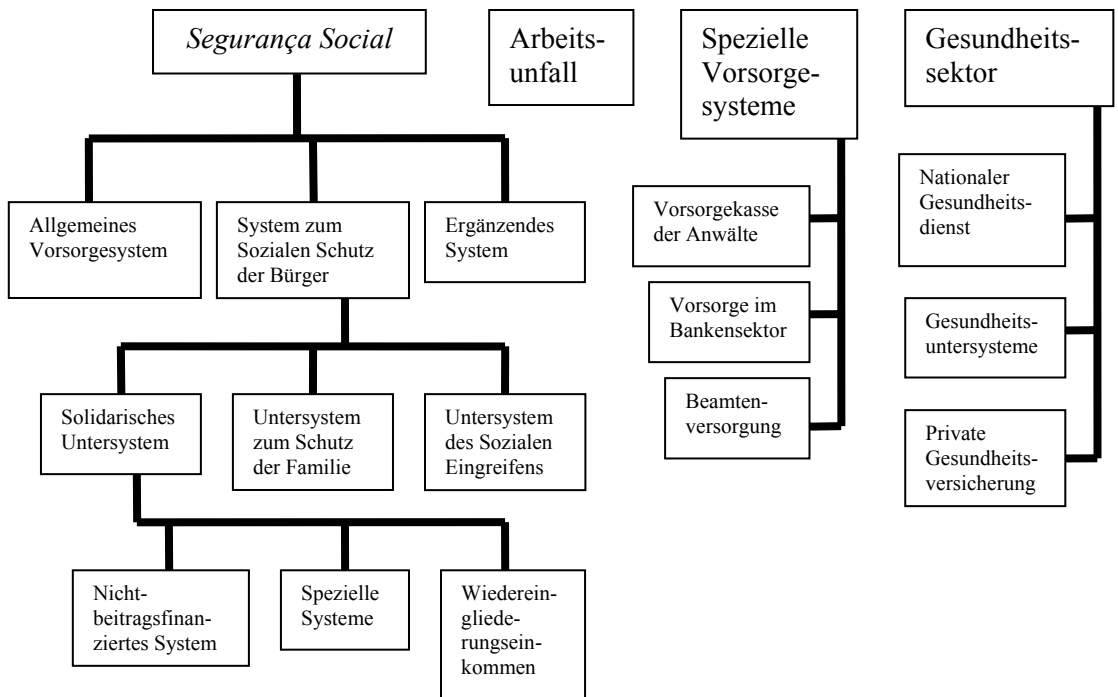 Segurança Social
Arbeits-
unfall
Spezielle
Vorsorge-
systeme
Gesundheits-
sektor
Allgemeines
Vorsorgesystem
System zum
Sozialen Schutz
der Bürger
Ergänzendes
System
Vorsorgekasse
der Anwälte
Nationaler
Gesundheits-
dienst
Vorsorge im
Bankensektor
Gesundheits-
untersysteme
Solidarisches
Untersystem
Untersystem
zum Schutz
der Familie
Untersystem
des Sozialen
Eingreifens
Beamten-
versorgung
Private
Gesundheits-
versicherung
Nicht-
beitragsfinan-
ziertes System
Spezielle
Systeme
Wiederein-
gliede-
rungsein-
kommen